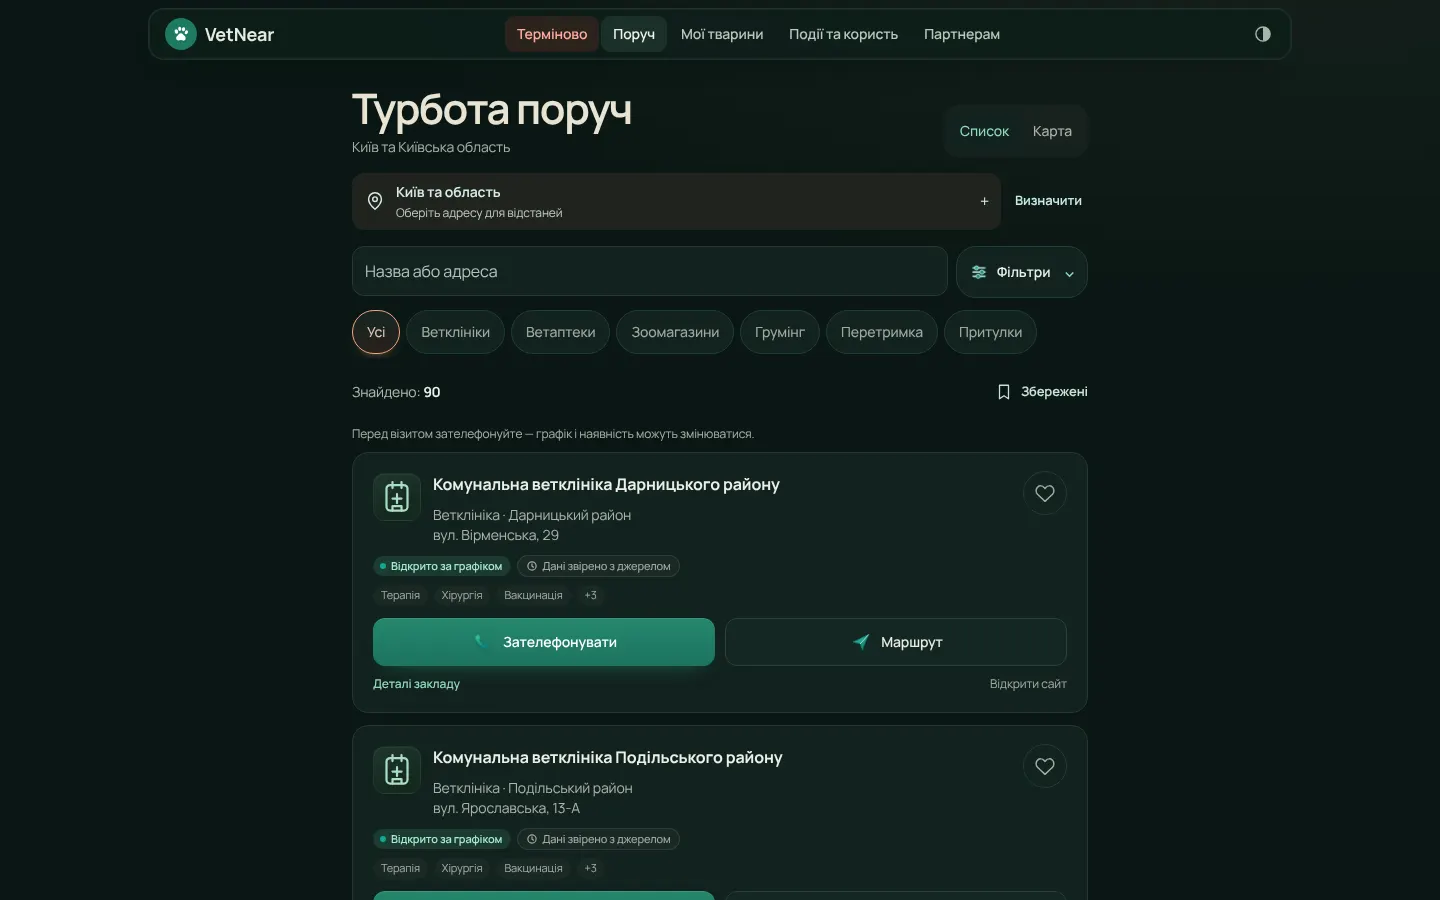 VetNear
Терміново
Поруч
Мої тварини
Події та користь
Партнерам
Турбота поруч
Київ та Київська область
Список
Карта
Київ та область
Оберіть адресу для відстаней
+
Визначити
Назва або адреса
Фільтри
Усі
Ветклініки
Ветаптеки
Зоомагазини
Грумінг
Перетримка
Притулки
Знайдено: 90
Збережені
Перед візитом зателефонуйте — графік і наявність можуть змінюватися.
Комунальна ветклініка Дарницького району
Ветклініка · Дарницький район
вул. Вірменська, 29
Відкрито за графіком
Дані звірено з джерелом
Терапія
Хірургія
Вакцинація
+3
Зателефонувати
Маршрут
Деталі закладу
Відкрити сайт
Комунальна ветклініка Подільського району
Ветклініка · Подільський район
вул. Ярославська, 13-А
Відкрито за графіком
Дані звірено з джерелом
Терапія
Хірургія
Вакцинація
+3